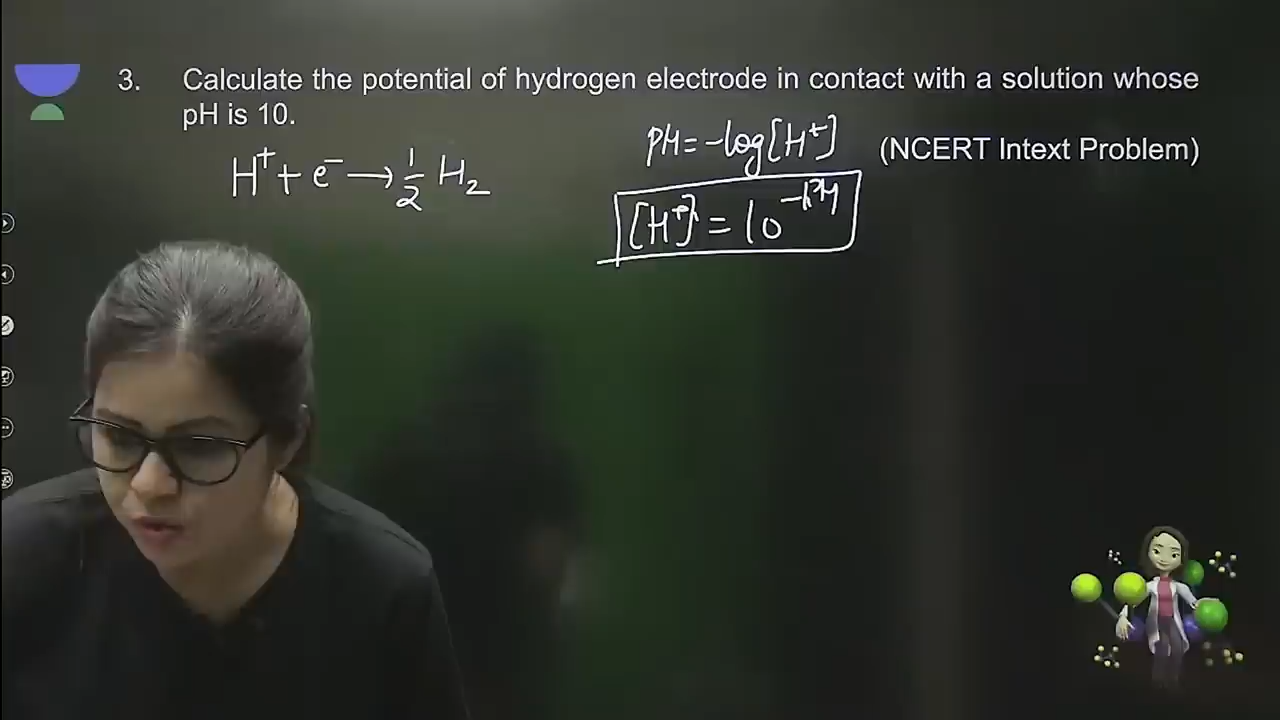 3. Calculate the potential of hydrogen electrode in contact with a solution whose
pH is 10.
(NCERT Intext Problem)
H⁺ + e⁻ → 1/2 H₂
pH = -log[H⁺]
[H⁺] = 10^-pH